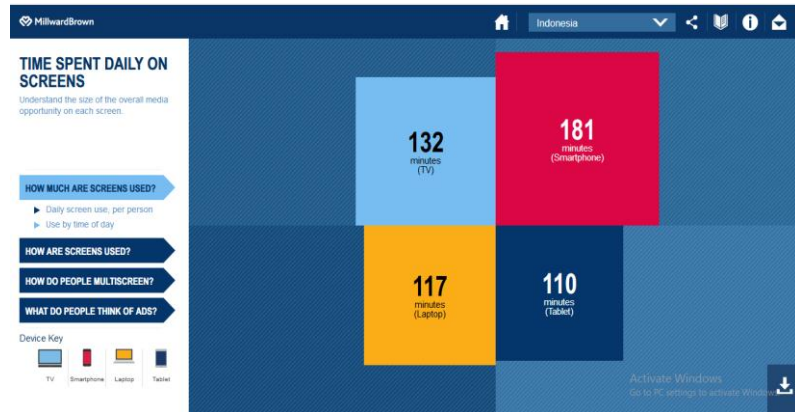 MillwardBrown
Indonesia
TIME SPENT DAILY ON
SCREENS
Understand the size of the overall media
opportunity on each screen.
HOW MUCH ARE SCREENS USED?
Daily screen use, per person
Use by time of day
HOW ARE SCREENS USED?
HOW DO PEOPLE MULTISCREEN?
WHAT DO PEOPLE THINK OF ADS?
Device Key
TV Smartphone Laptop Tablet
132
minutes
(TV)
181
minutes
(Smartphone)
117
minutes
(Laptop)
110
minutes
(Tablet)
Activate Windows
Go to PC settings to activate Windows.